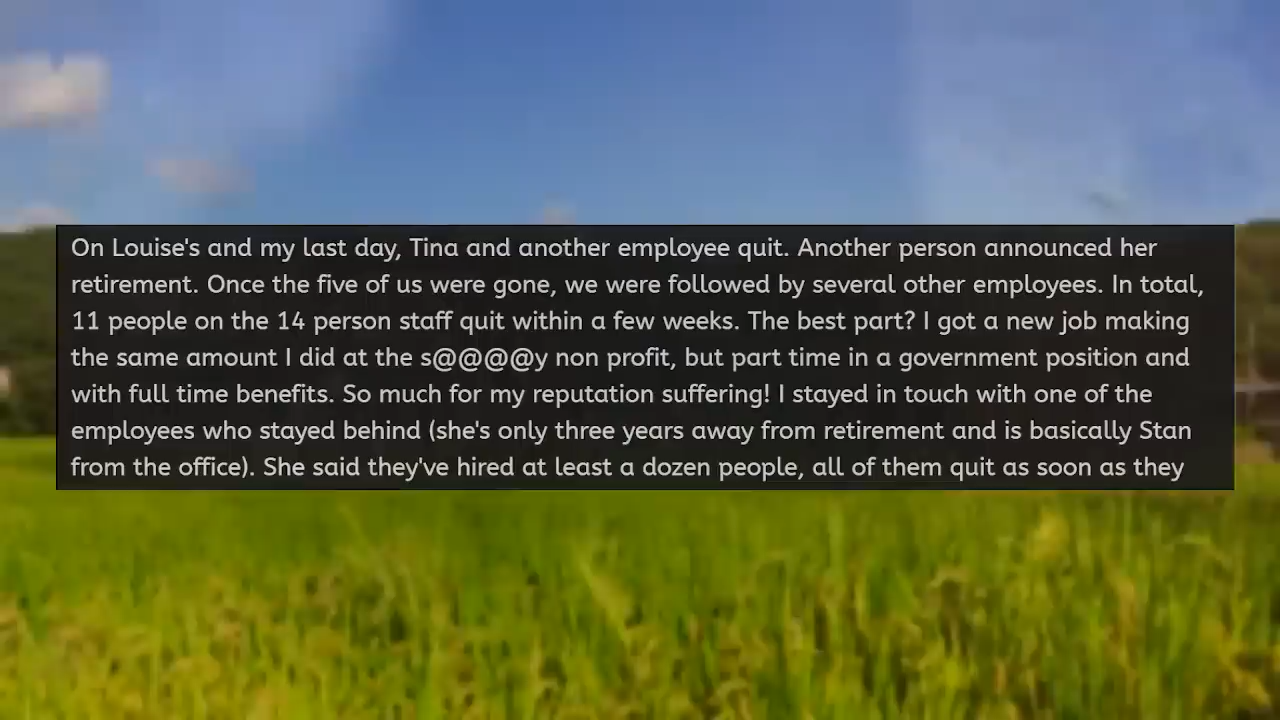 On Louise's and my last day, Tina and another employee quit. Another person announced her
retirement. Once the five of us were gone, we were followed by several other employees. In total,
11 people on the 14 person staff quit within a few weeks. The best part? I got a new job making
the same amount I did at the s@@@@y non profit, but part time in a government position and
with full time benefits. So much for my reputation suffering! I stayed in touch with one of the
employees who stayed behind (she's only three years away from retirement and is basically Stan
from the office). She said they've hired at least a dozen people, all of them quit as soon as they